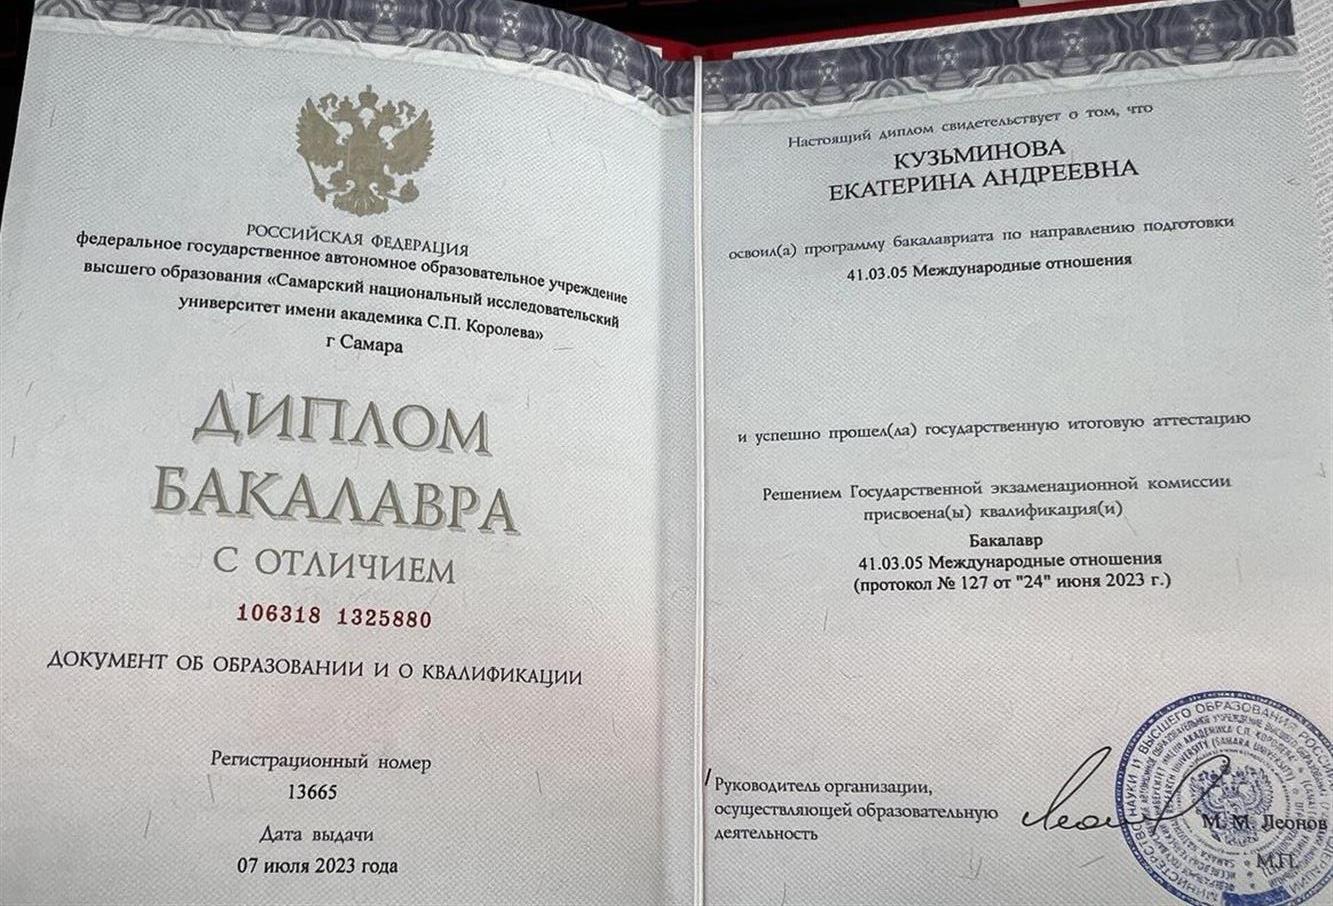 РОССИЙСКАЯ ФЕДЕРАЦИЯ
федеральное государственное автономное образовательное учреждение
высшего образования «Самарский национальный исследовательский
университет имени академика С.П. Королева»
г Самара
ДИПЛОМ
БАКАЛАВРА
С ОТЛИЧИЕМ
106318 1325880
ДОКУМЕНТ ОБ ОБРАЗОВАНИИ И О КВАЛИФИКАЦИИ
Регистрационный номер
13665
Дата выдачи
07 июля 2023 года
Настоящий диплом свидетельствует о том, что
КУЗЬМИНОВА
ЕКАТЕРИНА АНДРЕЕВНА
освоил(а) программу бакалавриата по направлению подготовки
41.03.05 Международные отношения
и успешно прошел(ла) государственную итоговую аттестацию
Решением Государственной экзаменационной комиссии
присвоена(ы) квалификация(и)
Бакалавр
41.03.05 Международные отношения
(протокол № 127 от "24" июня 2023 г.)
Руководитель организации,
осуществляющей образовательную
деятельность
М. М. Леонов
М.П.